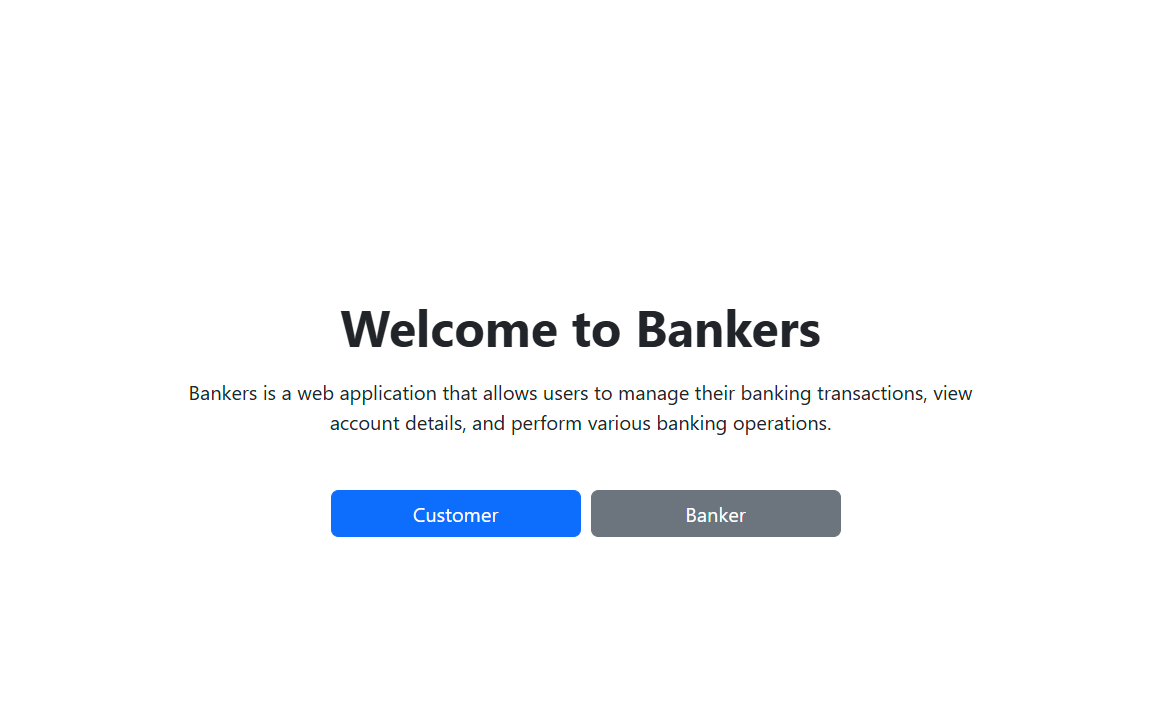 Welcome to Bankers
Bankers is a web application that allows users to manage their banking transactions, view
account details, and perform various banking operations.
Customer
Banker